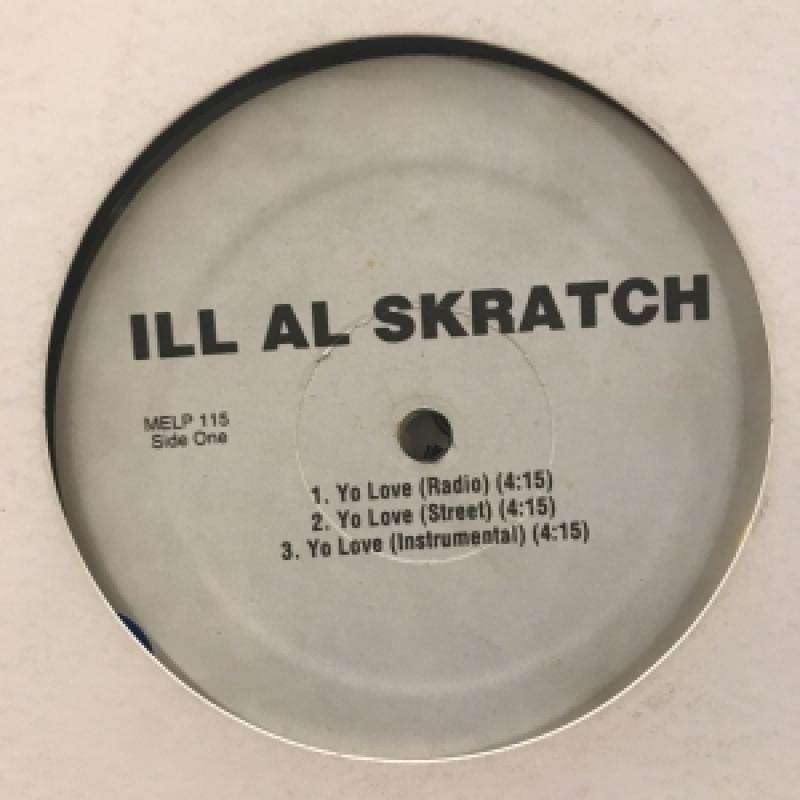 ILL AL SKRATCH
MELP 115
Side One
1. Yo Love (Radio) (4:15)
2. Yo Love (Street) (4:15)
3. Yo Love (Instrumental) (4:15)